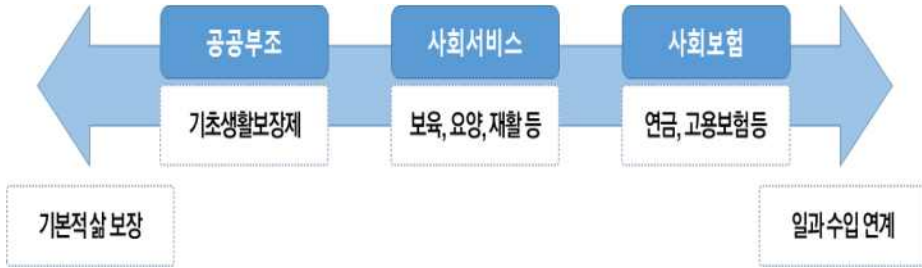 공공부조 사회서비스 사회보험
기초생활보장제 보육, 요양, 재활 등 연금, 고용보험 등
기본적 삶 보장 일과 수입 연계